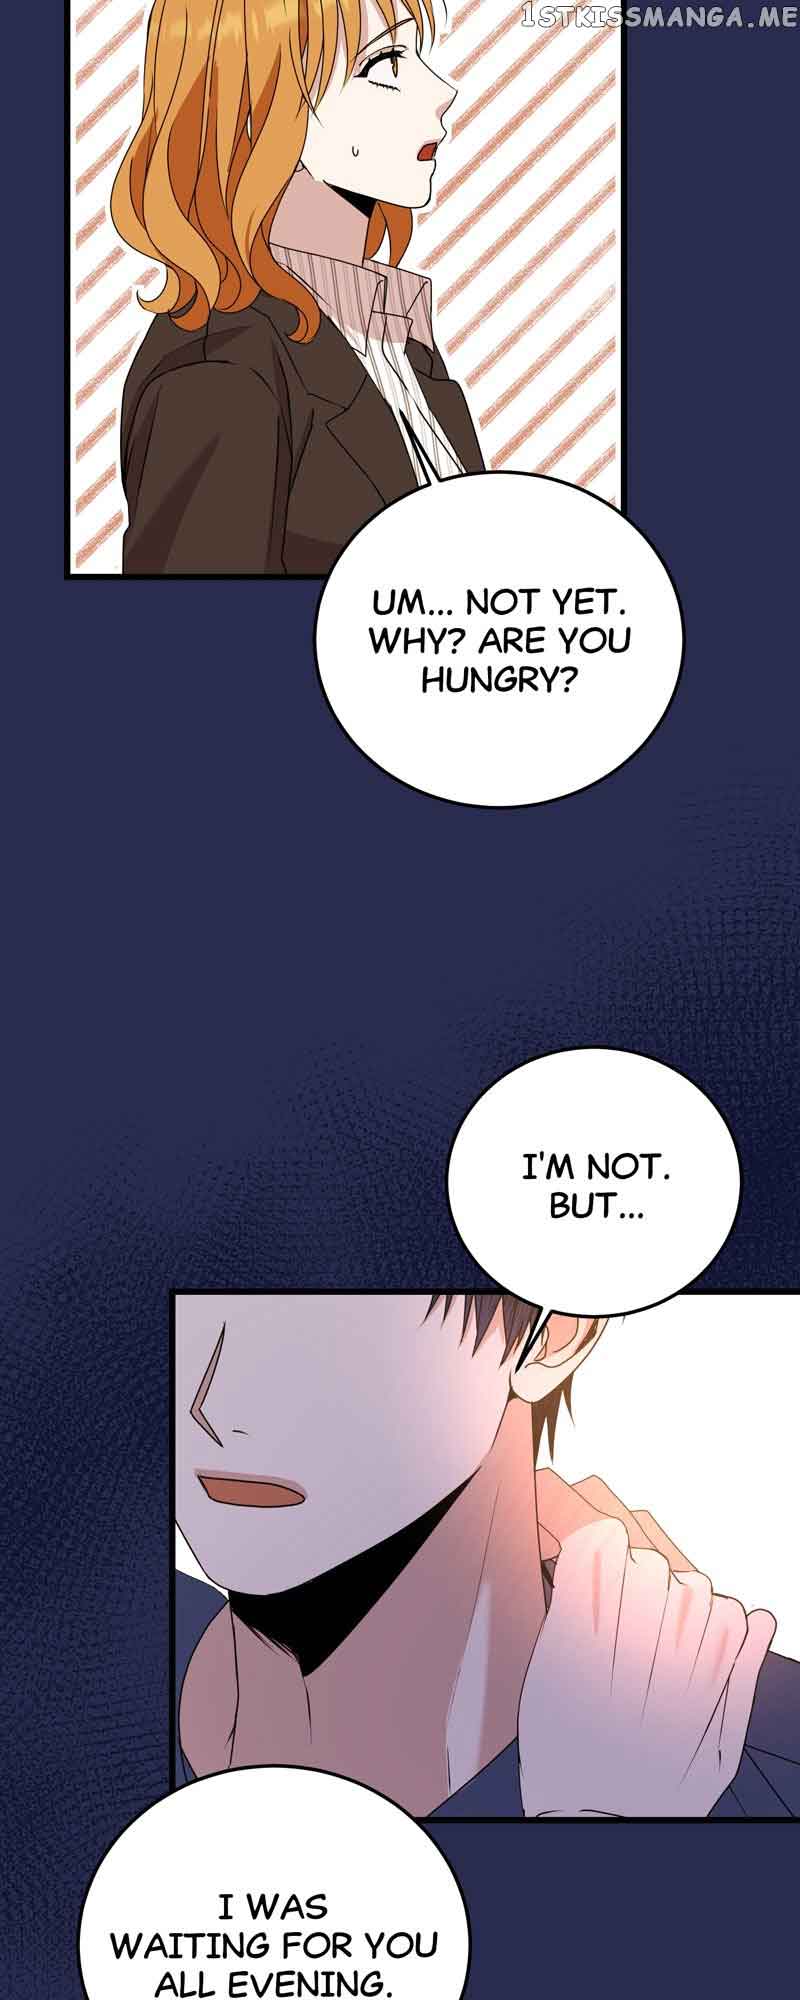 1STKISSMANGA.ME
UM... NOT YET.
WHY? ARE YOU
HUNGRY?
I'M NOT.
BUT...
I WAS
WAITING FOR YOU
ALL EVENING.